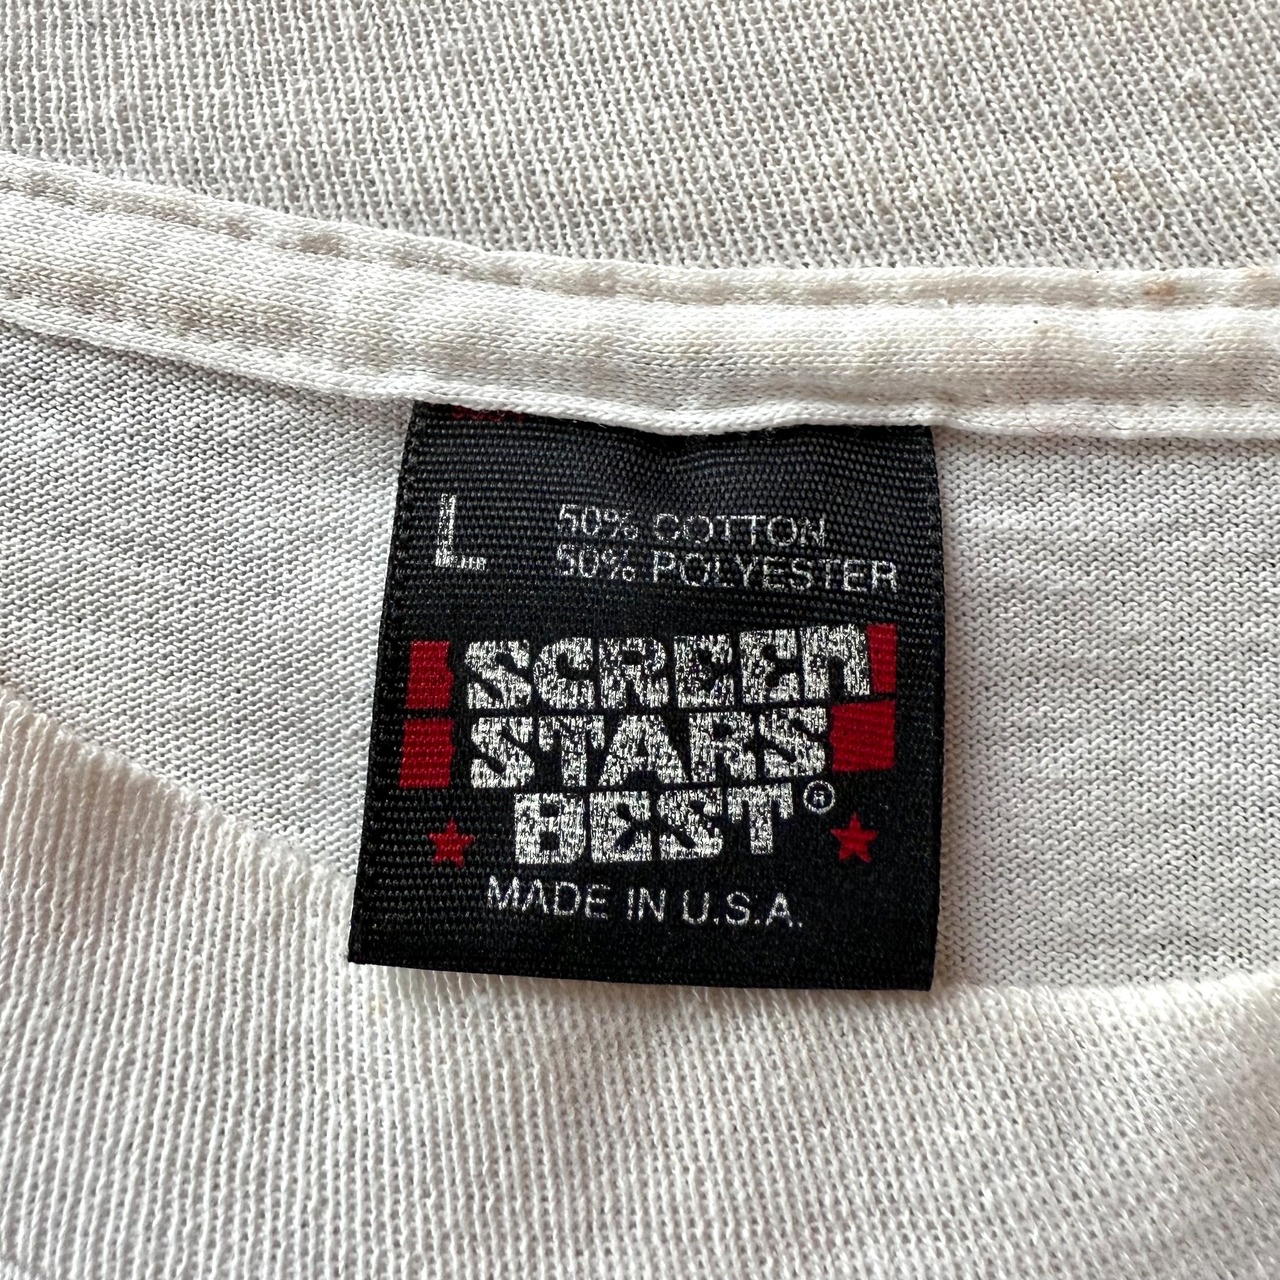 L
50% COTTON
50% POLYESTER
SCREEN
STARS
BEST®
MADE IN U.S.A.